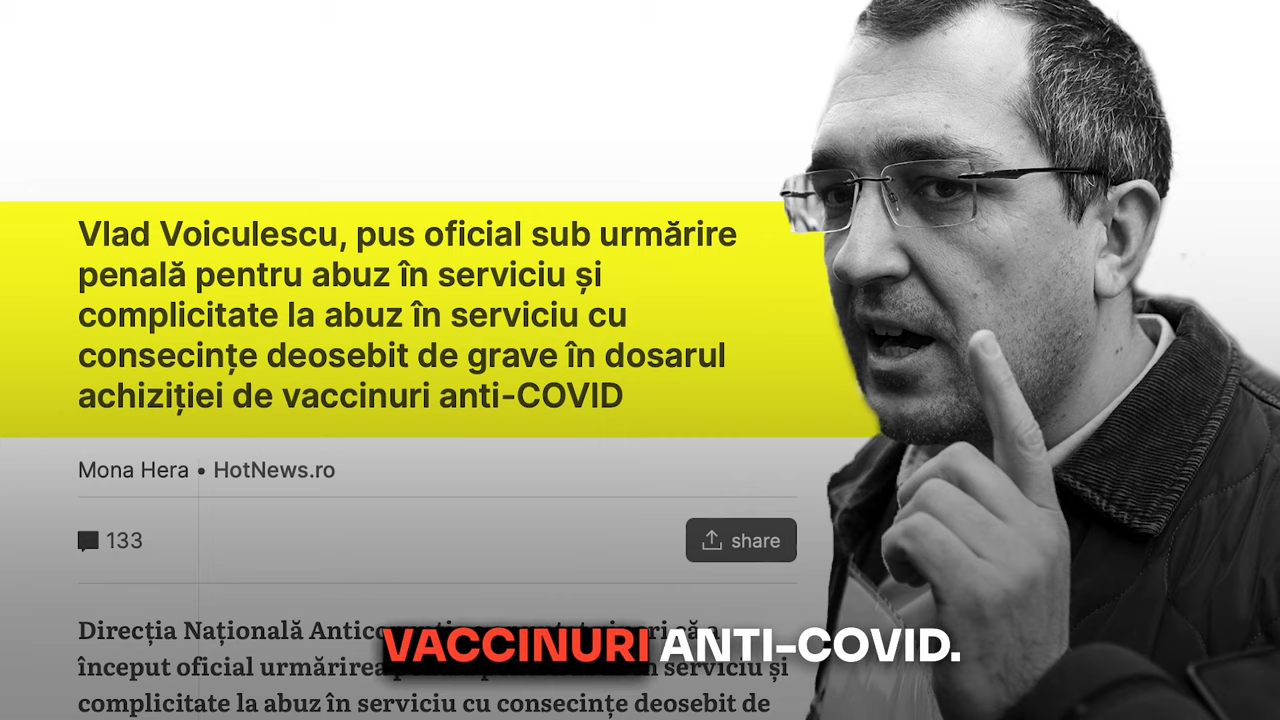 Vlad Voiculescu, pus oficial sub urmărire
penală pentru abuz în serviciu și
complicitate la abuz în serviciu cu
consecințe deosebit de grave în dosarul
achiziției de vaccinuri anti-COVID
Mona Hera • HotNews.ro
133
share
Direcția Națională
început oficial urmărirea în serviciu și
complicitate la abuz în serviciu cu consecințe deosebit de
VACCINURI ANTI-COVID.